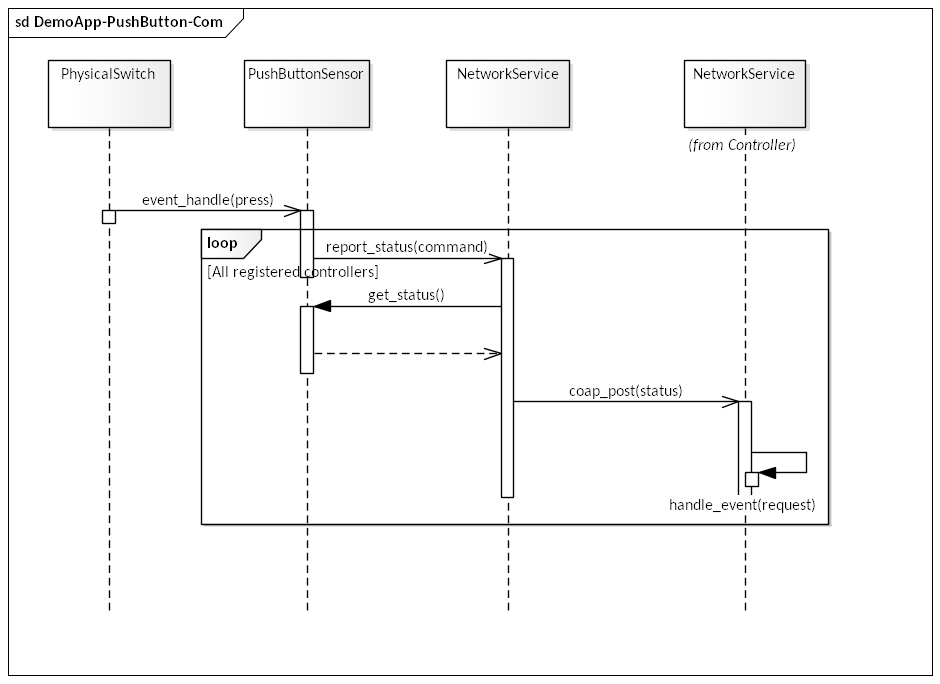 sd DemoApp-PushButton-Com
PhysicalSwitch
PushButtonSensor
NetworkService
NetworkService
(from Controller)
event_handle(press)
loop
report_status(command)
[All registered controllers]
get_status()
coap_post(status)
handle_event(request)